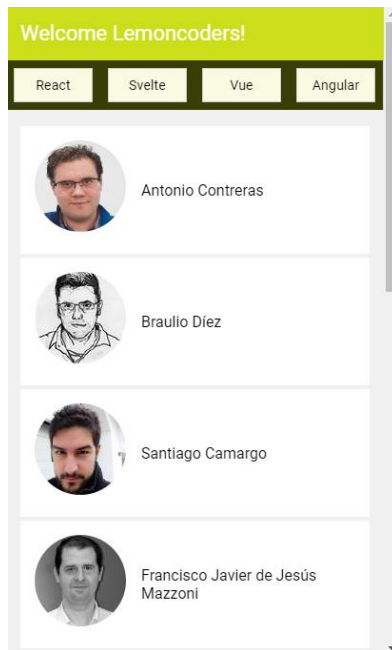 Welcome Lemoncoders!
React Svelte Vue Angular
Antonio Contreras
Braulio Díez
Santiago Camargo
Francisco Javier de Jesús
Mazzoni